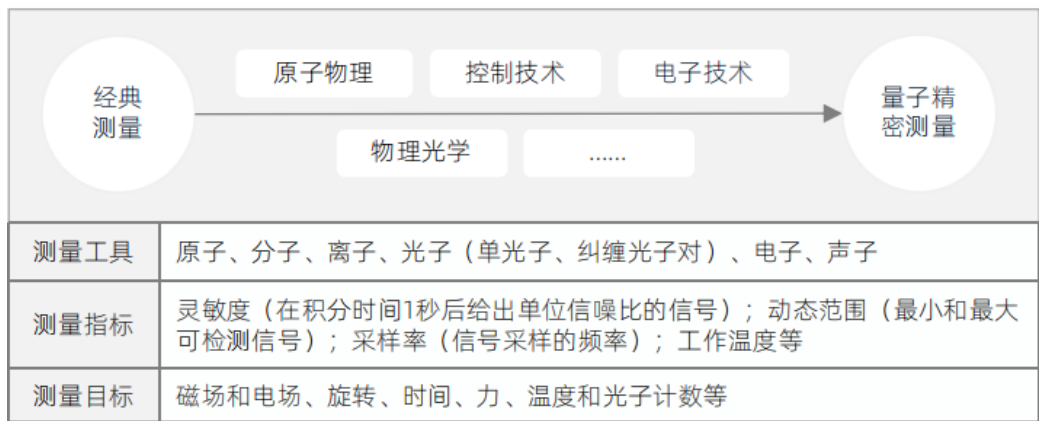 原子物理 控制技术 电子技术
经典
测量
量子精
密测量
物理光学 ......
测量工具 原子、分子、离子、光子（单光子、纠缠光子对）、电子、声子
测量指标 灵敏度（在积分时间1秒后给出单位信噪比的信号）；动态范围（最小和最大
可检测信号）；采样率（信号采样的频率）；工作温度等
测量目标 磁场和电场、旋转、时间、力、温度和光子计数等